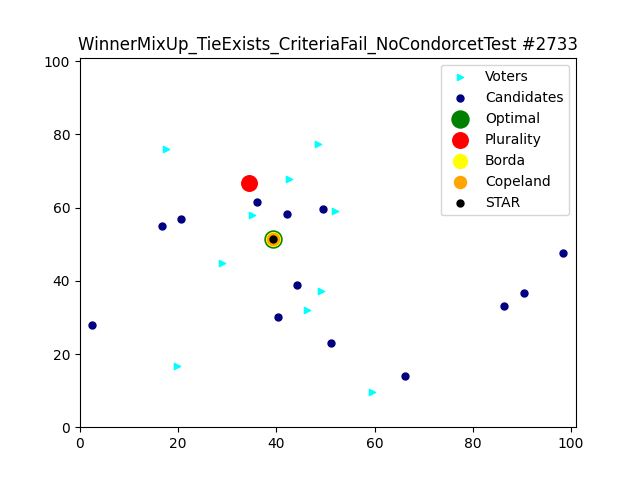 WinnerMixUp_TieExists_CriteriaFail_NoCondorcetTest #2733
100
80
60
40
20
0
0 20 40 60 80 100
Voters
Candidates
Optimal
Plurality
Borda
Copeland
STAR